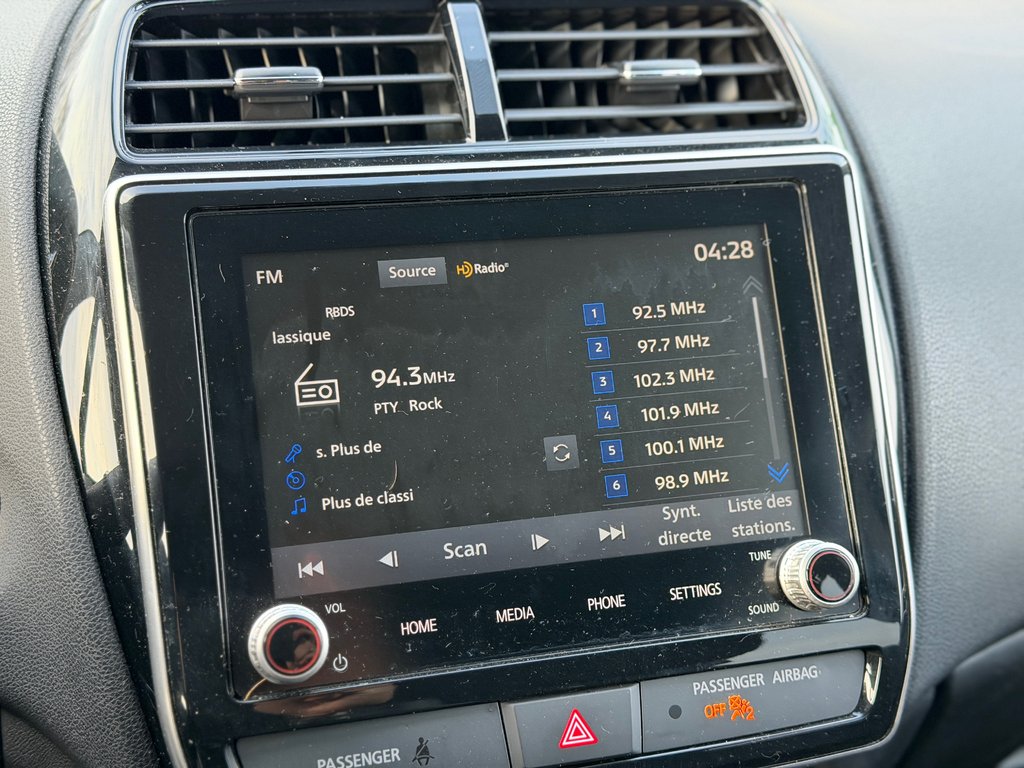 FM
Source
HD Radio®
04:28
RBDS
lassique
94.3 MHz
PTY Rock
s. Plus de
Plus de classi
1 92.5 MHz
2 97.7 MHz
3 102.3 MHz
4 101.9 MHz
5 100.1 MHz
6 98.9 MHz
Scan
Synt.
directe
Liste des
stations.
VOL
HOME
MEDIA
PHONE
SETTINGS
TUNE
SOUND
PASSENGER
PASSENGER AIRBAG
OFF 2